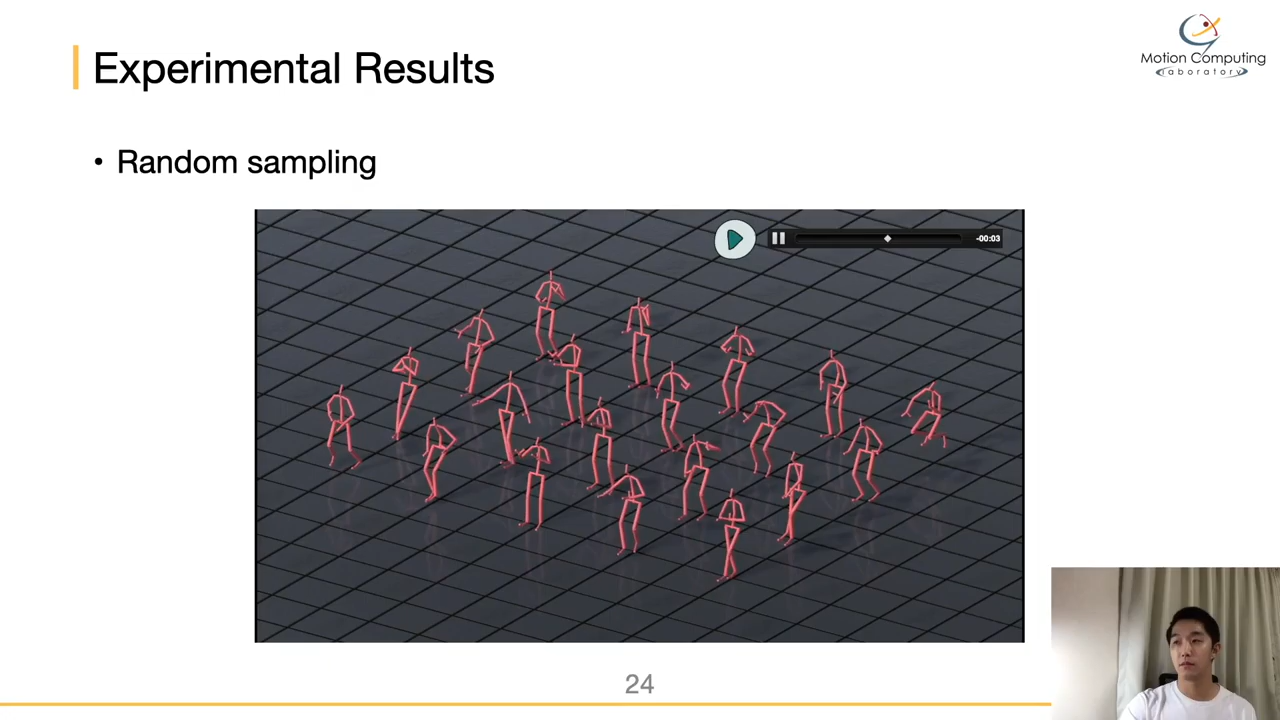 Experimental Results
Motion Computing
Laboratory
• Random sampling
-00:03
24